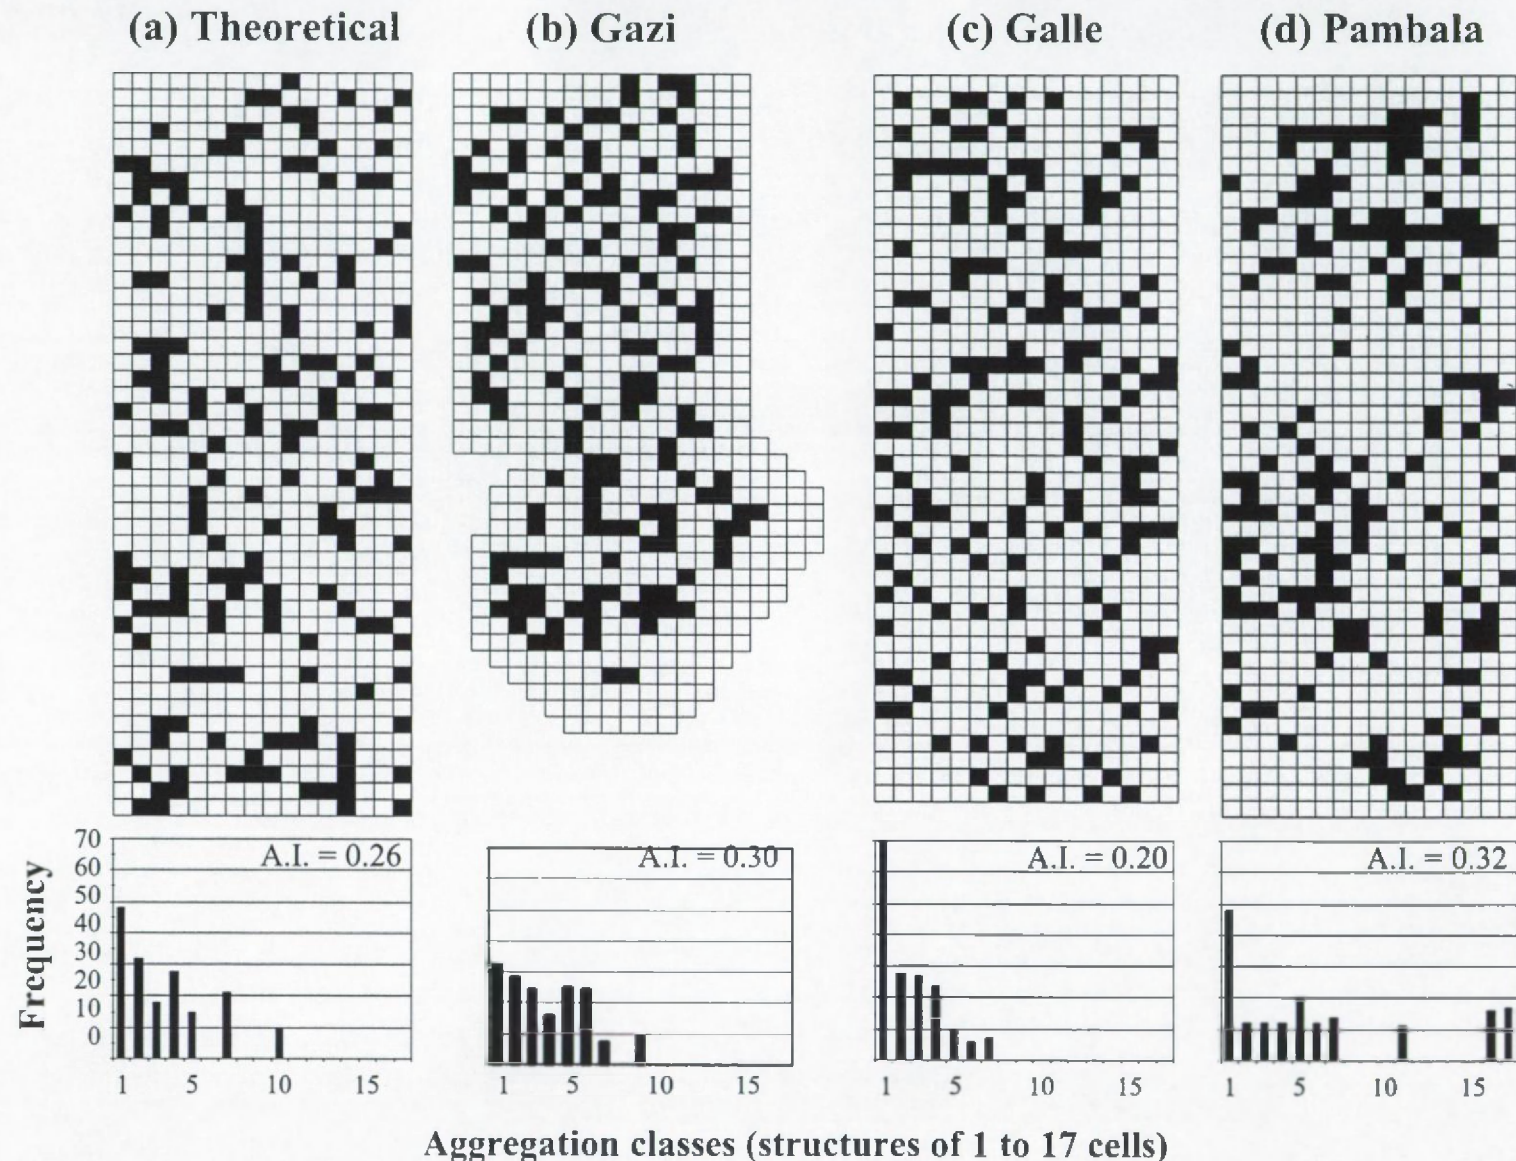 (a) Theoretical (b) Gazi (c) Galle (d) Pambala
70
60
50
40
30
20
10
0
Frequency
A.I. = 0.26 A.I. = 0.30 A.I. = 0.20 A.I. = 0.32
1 5 10 15 1 5 10 15 1 5 10 15 1 5 10 15
Aggregation classes (structures of 1 to 17 cells)